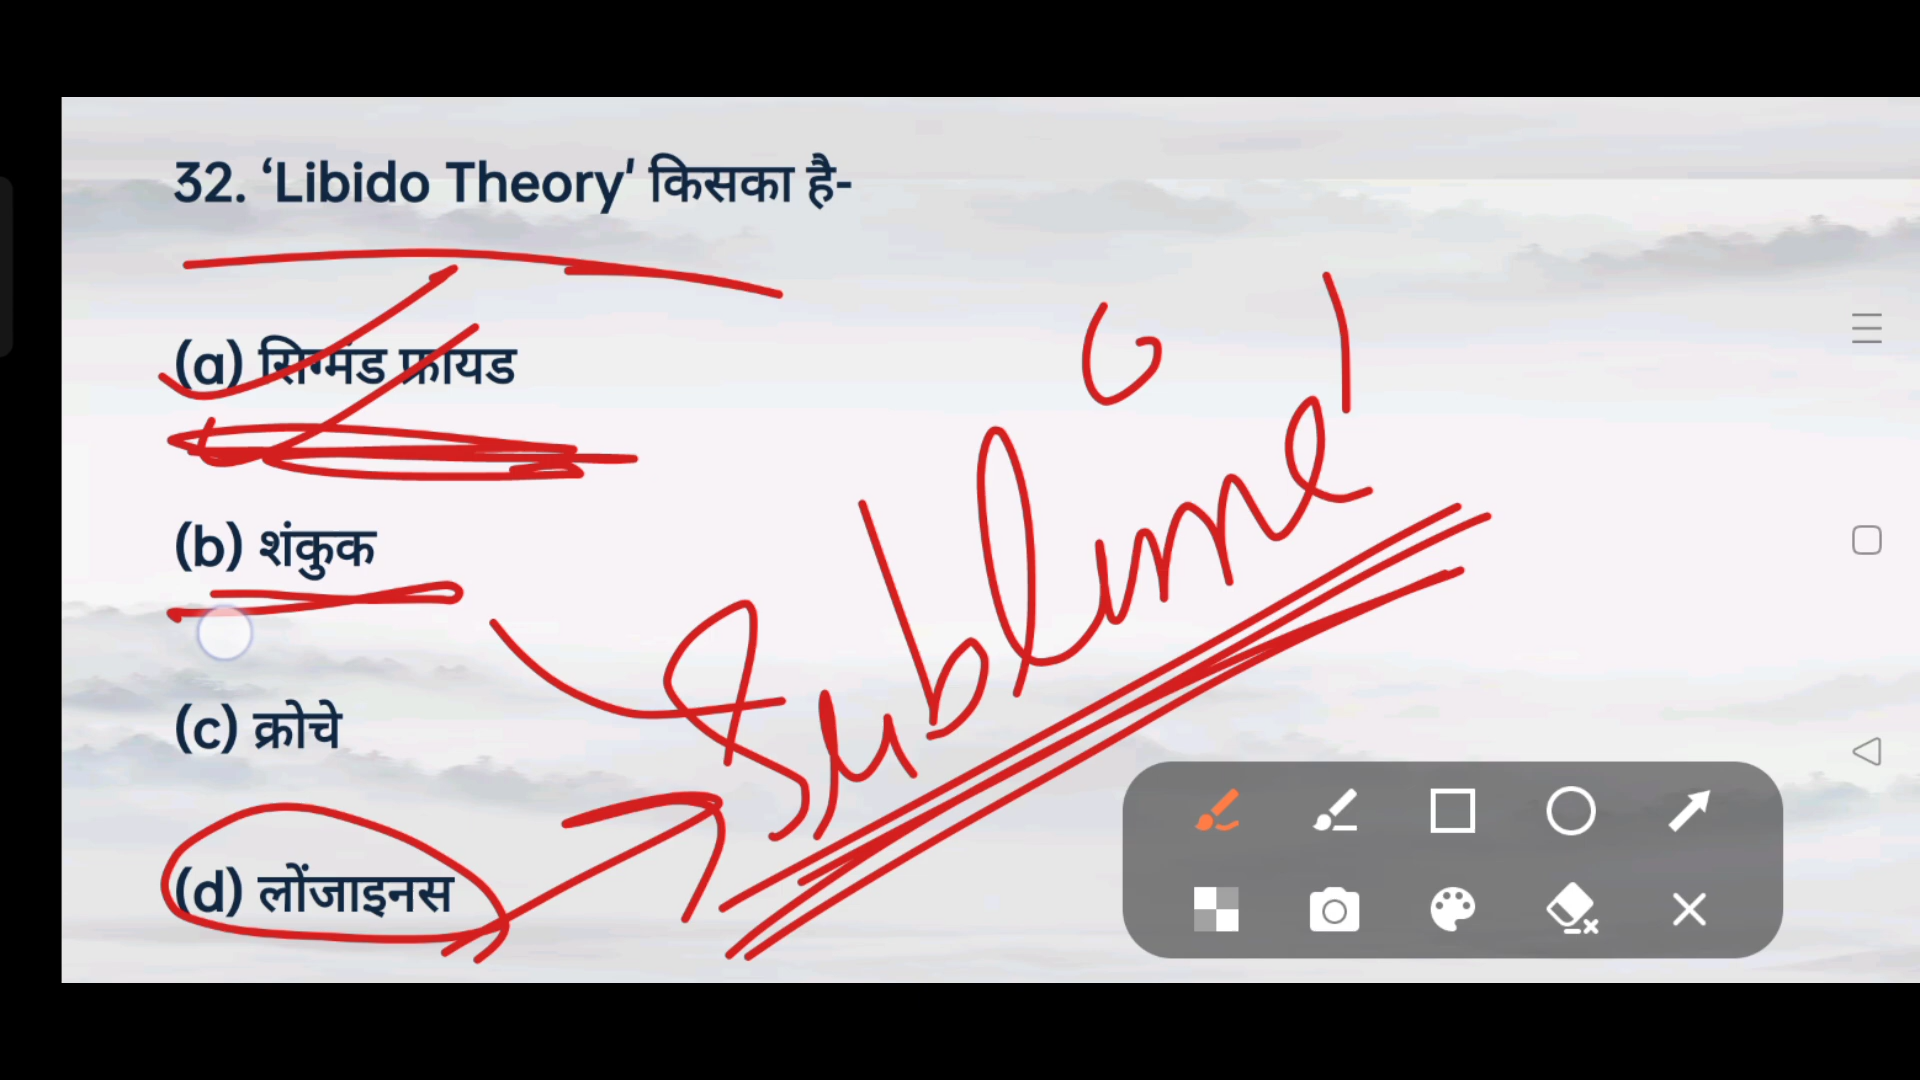 32. ‘Libido Theory’ किसका है-
(a) सिग्मंड फ्रायड
(b) शंकुक
(c) क्रोचे
(d) लोंजाइनस
Sublime